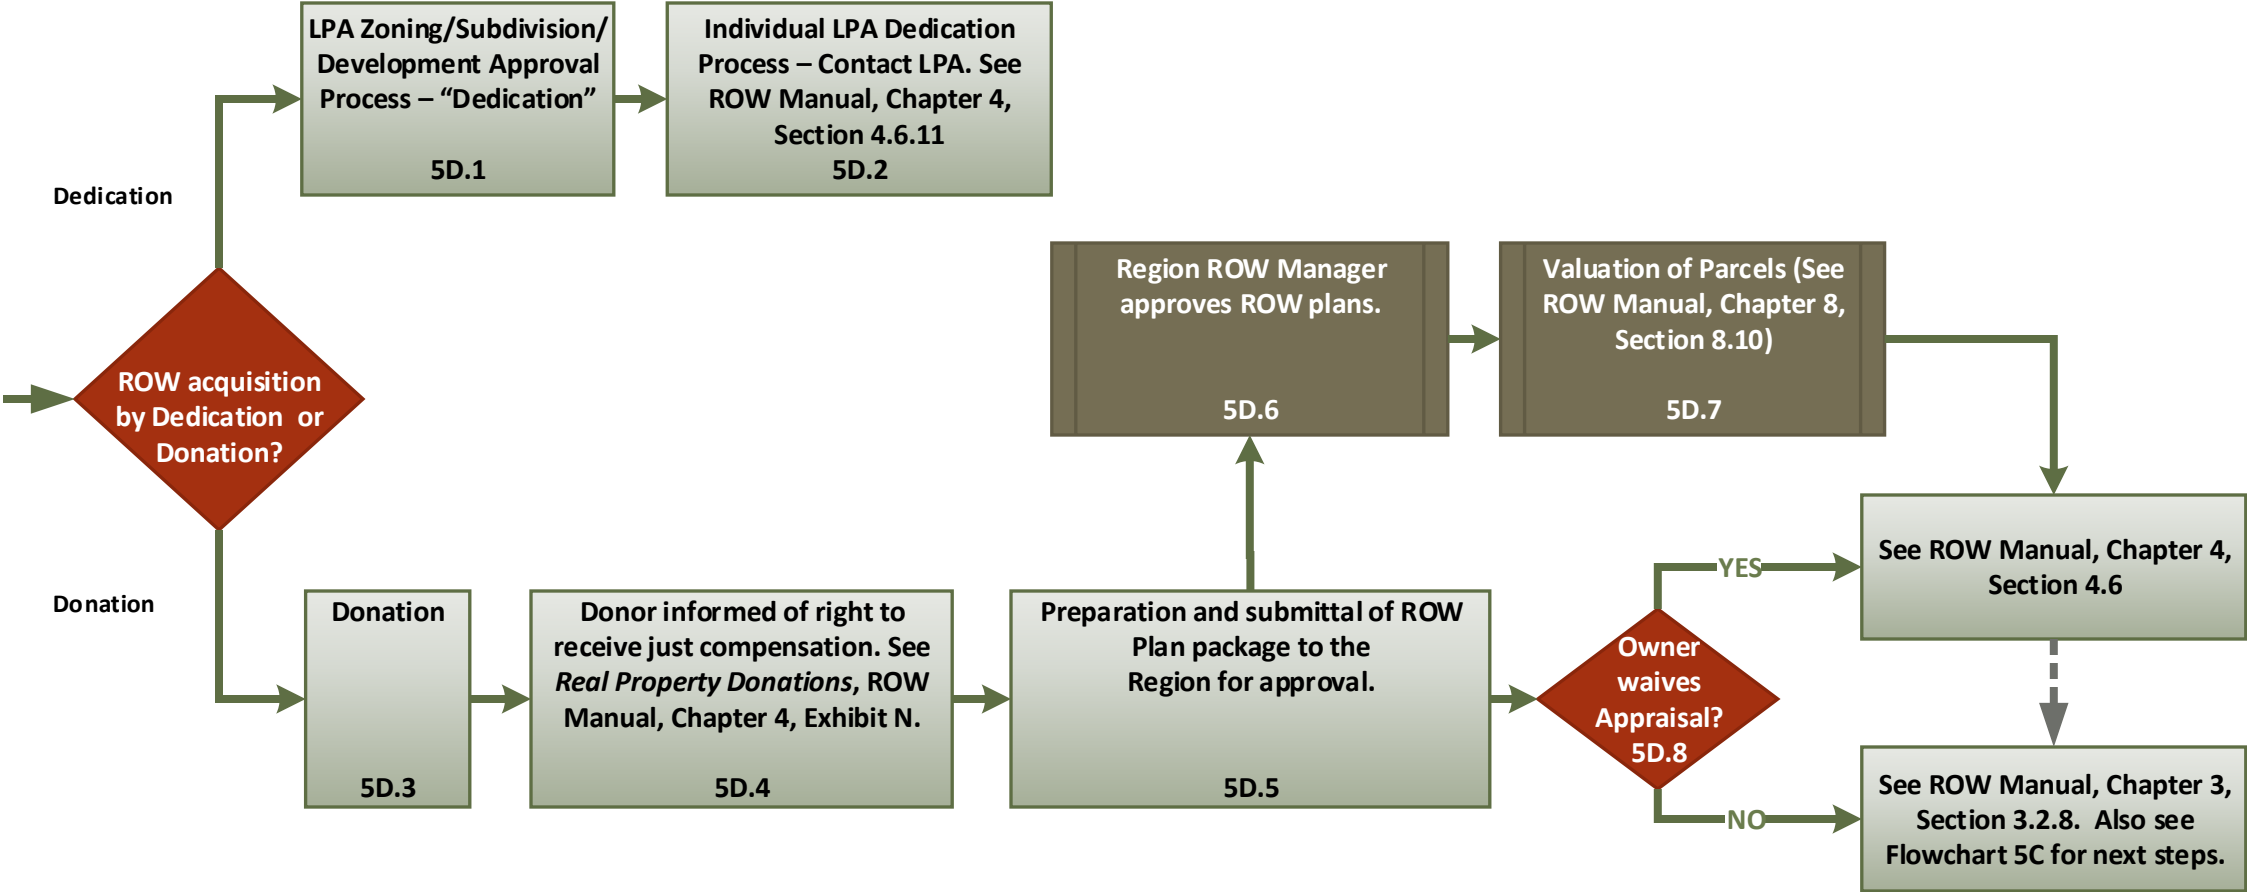 LPA Zoning/Subdivision/
Development Approval
Process – “Dedication”
5D.1
Individual LPA Dedication
Process – Contact LPA. See
ROW Manual, Chapter 4,
Section 4.6.11
5D.2
Dedication
ROW acquisition
by Dedication or
Donation?
Donation
Region ROW Manager
approves ROW plans.
5D.6
Valuation of Parcels (See
ROW Manual, Chapter 8,
Section 8.10)
5D.7
Donation
5D.3
Donor informed of right to
receive just compensation. See
Real Property Donations, ROW
Manual, Chapter 4, Exhibit N.
5D.4
Preparation and submittal of ROW
Plan package to the
Region for approval.
5D.5
Owner
waives
Appraisal?
5D.8
YES
See ROW Manual, Chapter 4,
Section 4.6
NO
See ROW Manual, Chapter 3,
Section 3.2.8. Also see
Flowchart 5C for next steps.